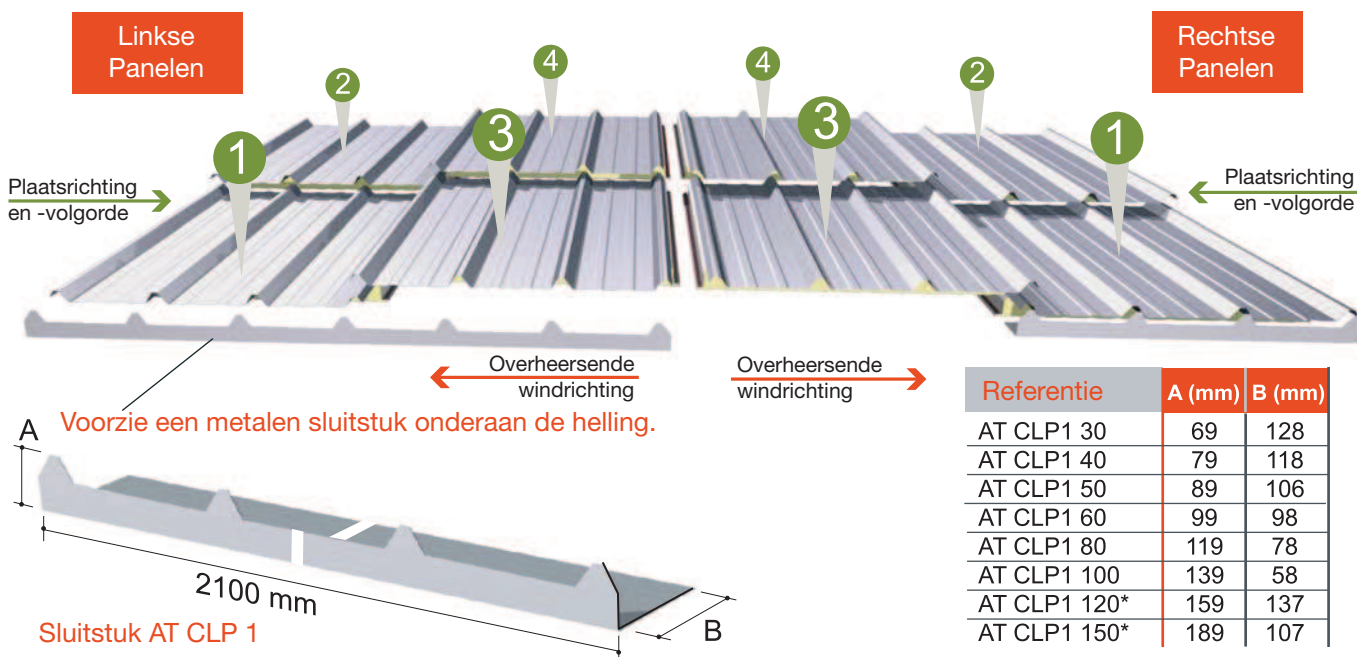 Linkse
Panelen
Rechtse
Panelen
2
4
4
2
1
3
3
1
Plaatsrichting
en -volgorde
Plaatsrichting
en -volgorde
Overheersende
windrichting
Overheersende
windrichting
Voorzie een metalen sluitstuk onderaan de helling.
A
2100 mm
B
Sluitstuk AT CLP 1
Referentie A (mm) B (mm)
AT CLP1 30 69 128
AT CLP1 40 79 118
AT CLP1 50 89 106
AT CLP1 60 99 98
AT CLP1 80 119 78
AT CLP1 100 139 58
AT CLP1 120* 159 137
AT CLP1 150* 189 107